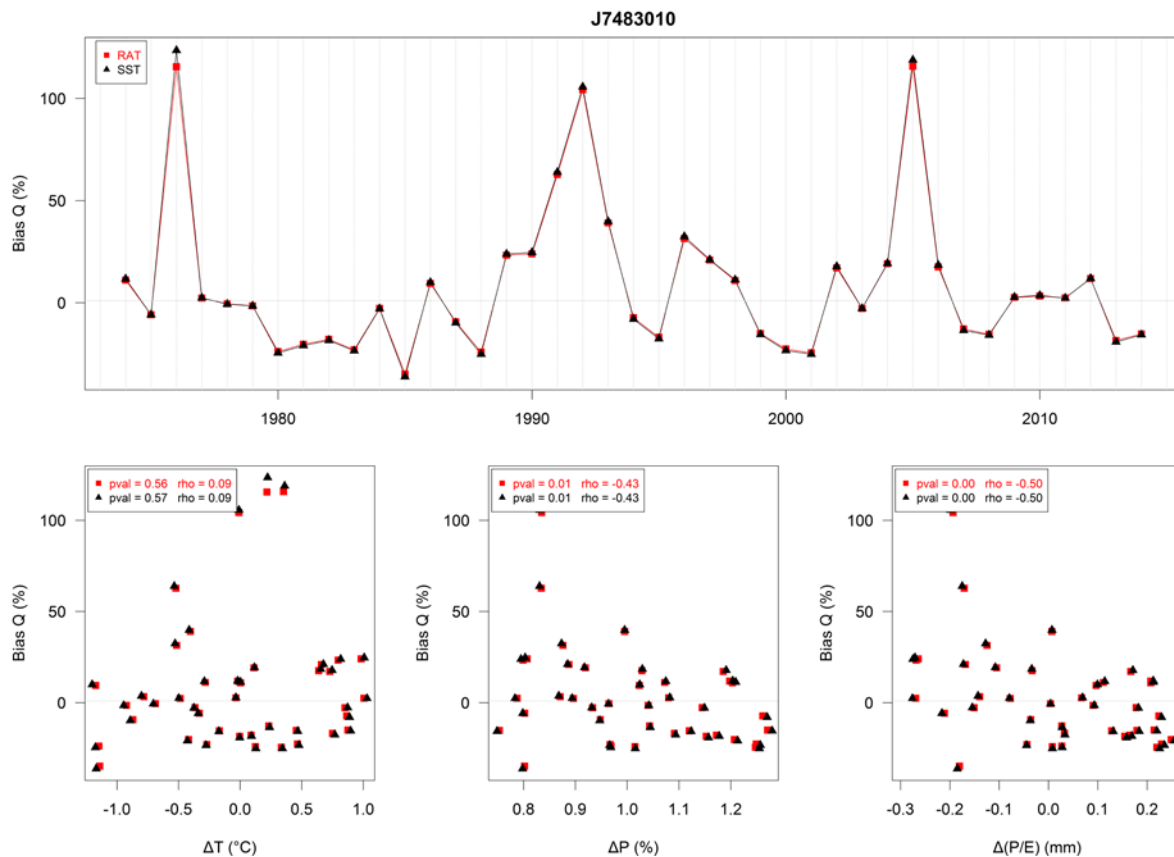 J7483010
RAT
SST
Bias Q (%)
100
50
0
1980
1990
2000
2010
pval = 0.56 rho = 0.09
pval = 0.57 rho = 0.09
Bias Q (%)
100
50
0
-1.0
-0.5
0.0
0.5
1.0
ΔT (°C)
pval = 0.01 rho = -0.43
pval = 0.01 rho = -0.43
Bias Q (%)
100
50
0
0.8
0.9
1.0
1.1
1.2
ΔP (%)
pval = 0.00 rho = -0.50
pval = 0.00 rho = -0.50
Bias Q (%)
100
50
0
-0.3
-0.2
-0.1
0.0
0.1
0.2
Δ(P/E) (mm)